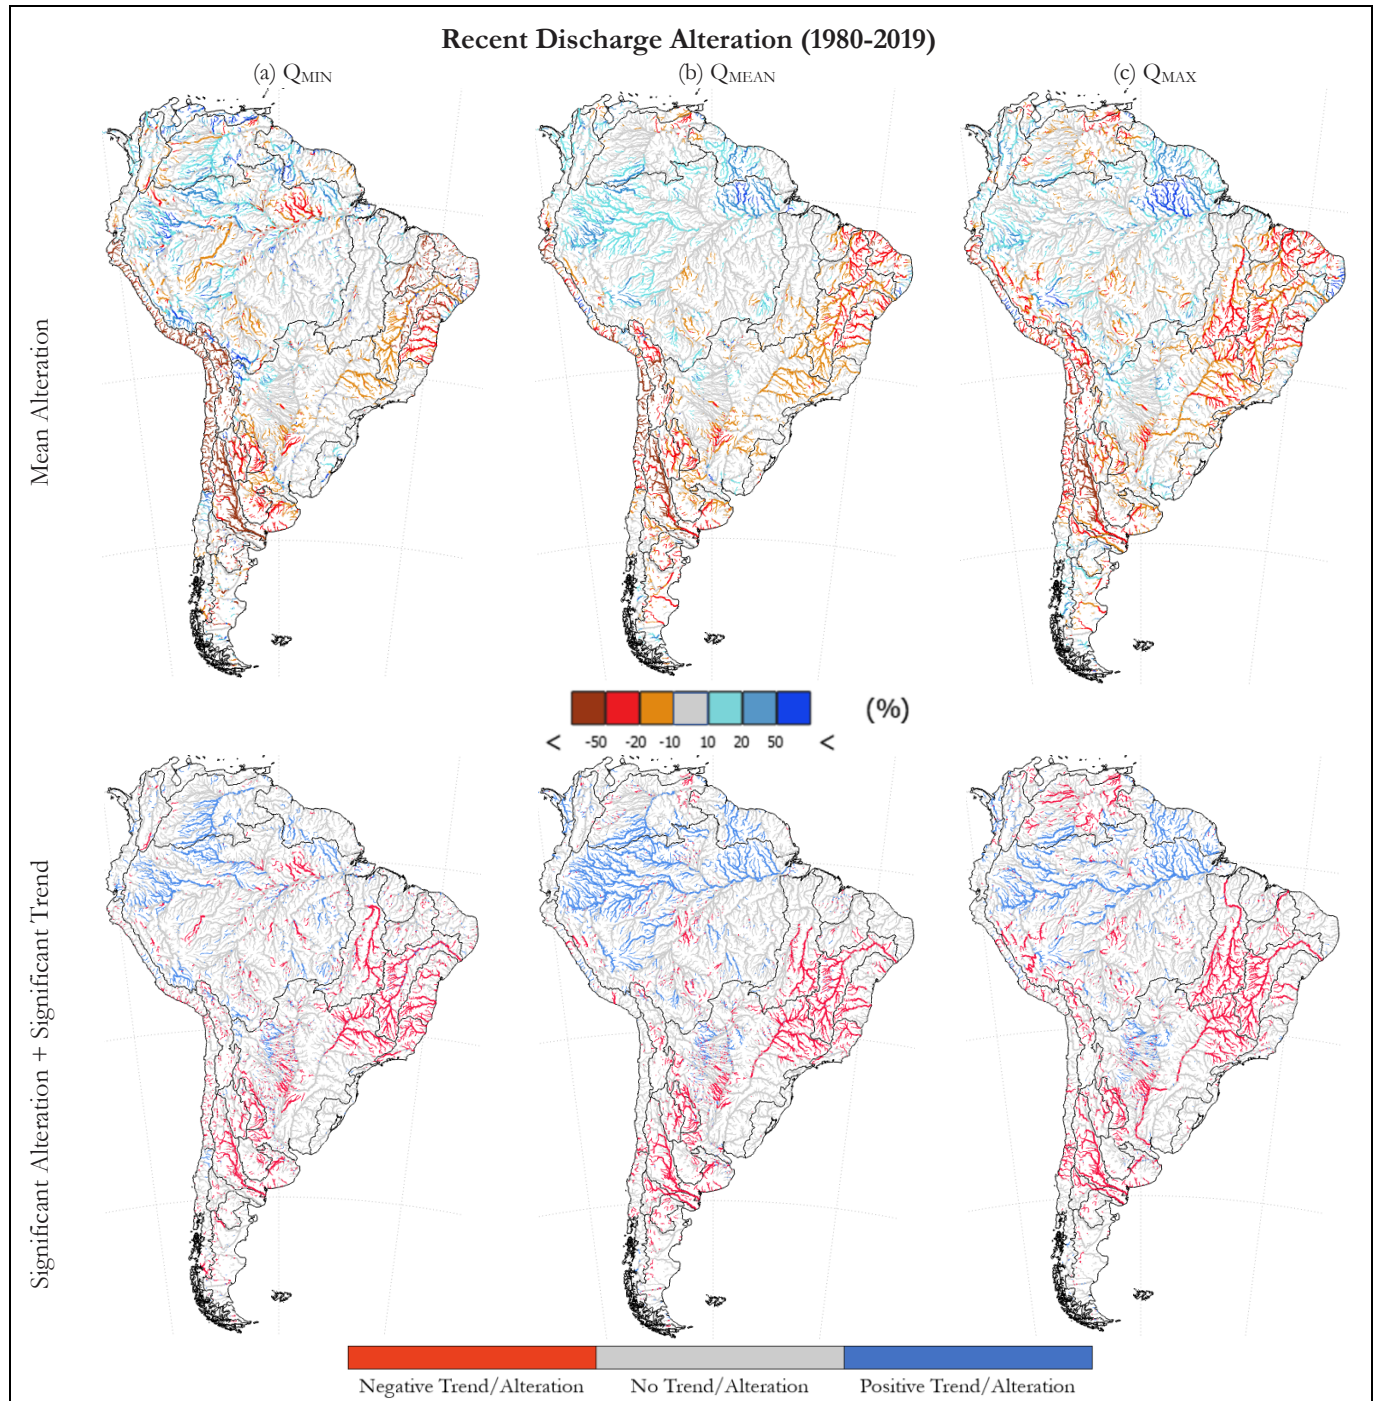 Recent Discharge Alteration (1980-2019)
(a) QMIN
(b) QMEAN
(c) QMAX
Mean Alteration
(%)
< -50 -20 -10 10 20 50 <
Significant Alteration + Significant Trend
Negative Trend/Alteration
No Trend/Alteration
Positive Trend/Alteration